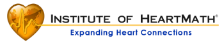 Institute of HeartMath®
Expanding Heart Connections